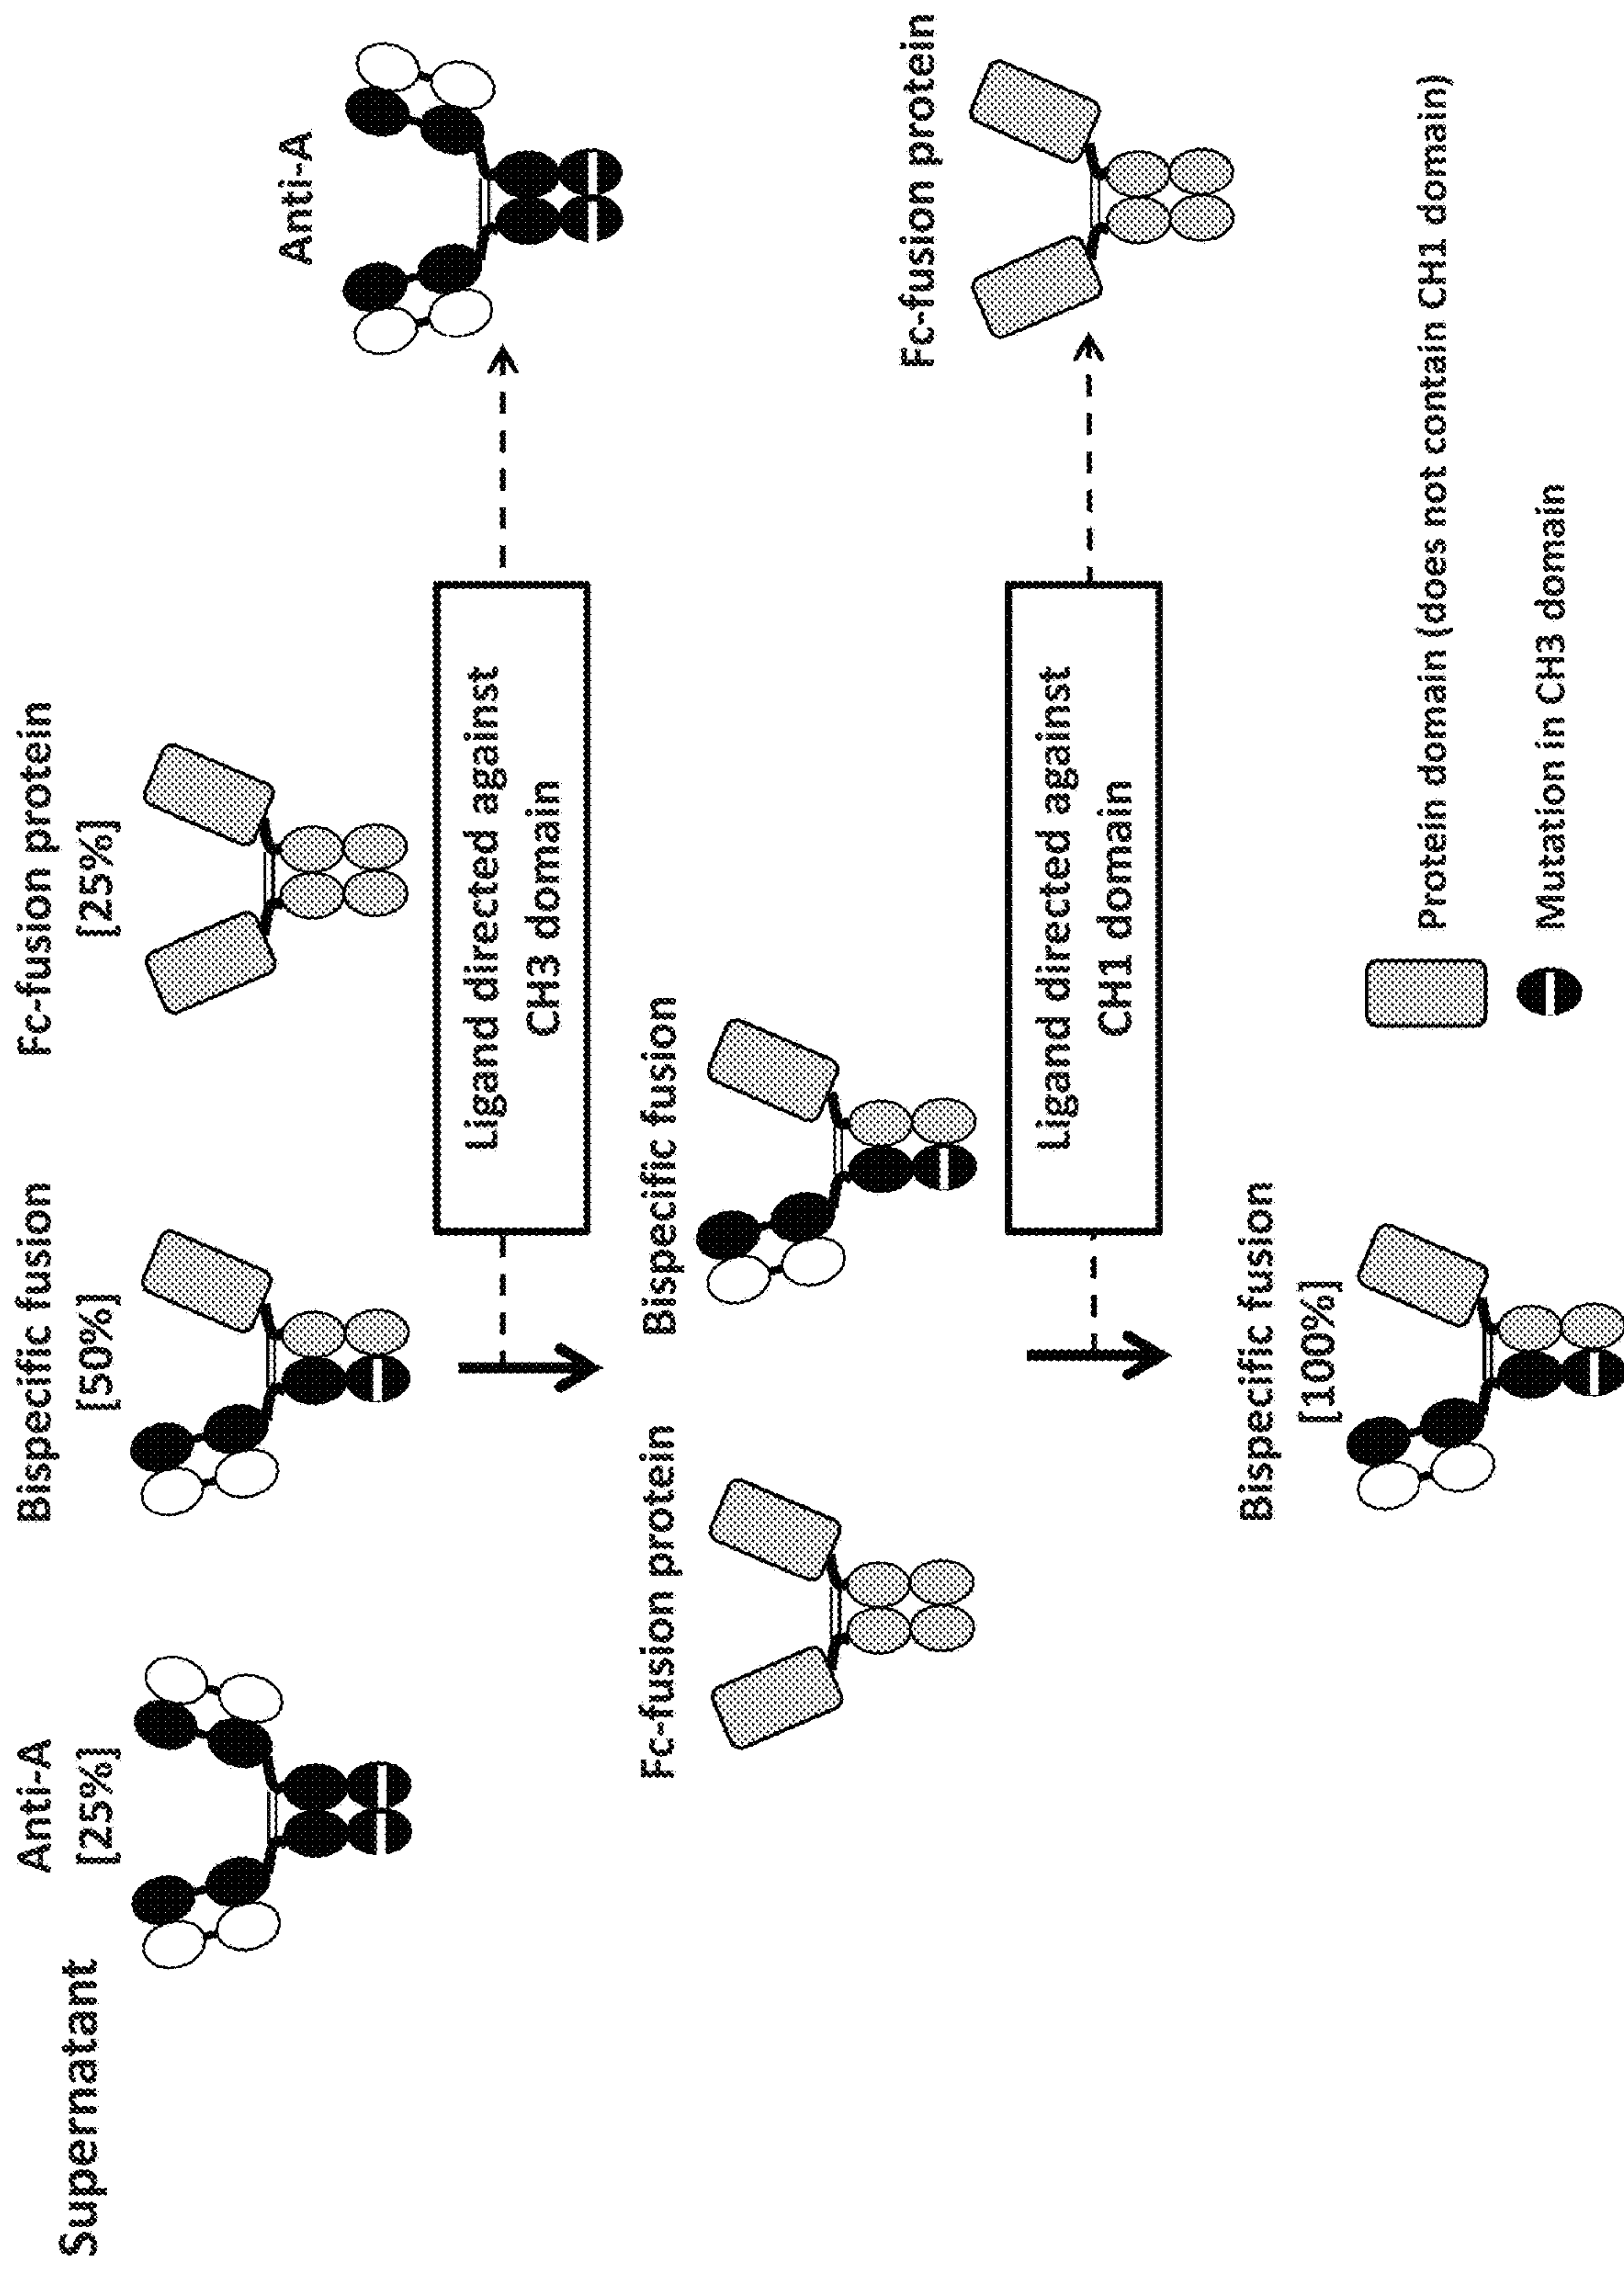 Supernatant
Anti-A
[25%]
Bispecific fusion
[50%]
Fc-fusion protein
[25%]
Ligand directed against
CH3 domain
Anti-A
Fc-fusion protein
Bispecific fusion
Ligand directed against
CH1 domain
Fc-fusion protein
Bispecific fusion
[100%]
Protein domain (does not contain CH1 domain)
Mutation in CH3 domain